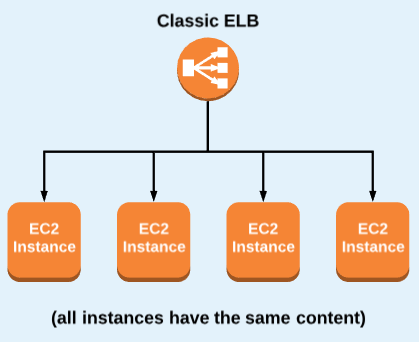 Classic ELB
EC2
Instance
EC2
Instance
EC2
Instance
EC2
Instance
(all instances have the same content)